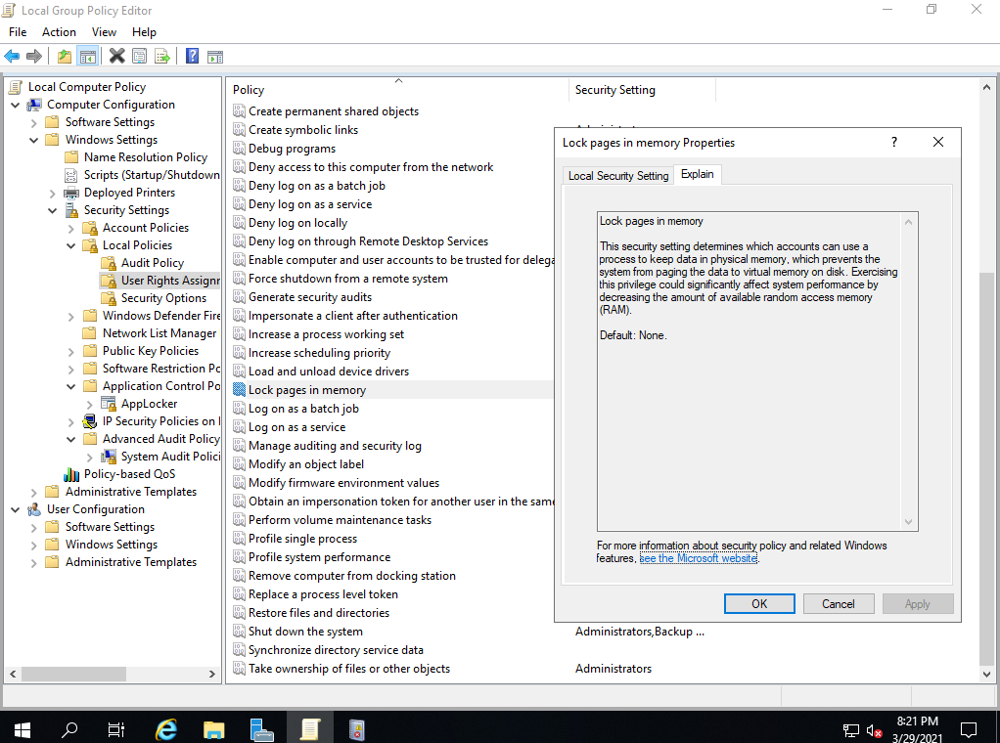 Local Group Policy Editor
File Action View Help
Local Computer Policy
Computer Configuration
Software Settings
Windows Settings
Name Resolution Policy
Scripts (Startup/Shutdown
Deployed Printers
Security Settings
Account Policies
Local Policies
Audit Policy
User Rights Assignr
Security Options
Windows Defender Fire
Network List Manager
Public Key Policies
Software Restriction Po
Application Control Po
AppLocker
IP Security Policies on
Advanced Audit Policy
System Audit Polici
Policy-based QoS
Administrative Templates
User Configuration
Software Settings
Windows Settings
Administrative Templates
Policy Security Setting
Create permanent shared objects
Create symbolic links
Debug programs
Deny access to this computer from the network
Deny log on as a batch job
Deny log on as a service
Deny log on locally
Deny log on through Remote Desktop Services
Enable computer and user accounts to be trusted for delega
Force shutdown from a remote system
Generate security audits
Impersonate a client after authentication
Increase a process working set
Increase scheduling priority
Load and unload device drivers
Lock pages in memory
Log on as a batch job
Log on as a service
Manage auditing and security log
Modify an object label
Modify firmware environment values
Obtain an impersonation token for another user in the same
Perform volume maintenance tasks
Profile single process
Profile system performance
Remove computer from docking station
Replace a process level token
Restore files and directories
Shut down the system Administrators,Backup ...
Synchronize directory service data
Take ownership of files or other objects Administrators
Lock pages in memory Properties ?
Local Security Setting Explain
Lock pages in memory
This security setting determines which accounts can use a
process to keep data in physical memory, which prevents the
system from paging the data to virtual memory on disk. Exercising
this privilege could significantly affect system performance by
decreasing the amount of available random access memory
(RAM).
Default: None.
For more information about security policy and related Windows
features, see the Microsoft website.
OK Cancel Apply
8:21 PM
3/29/2021